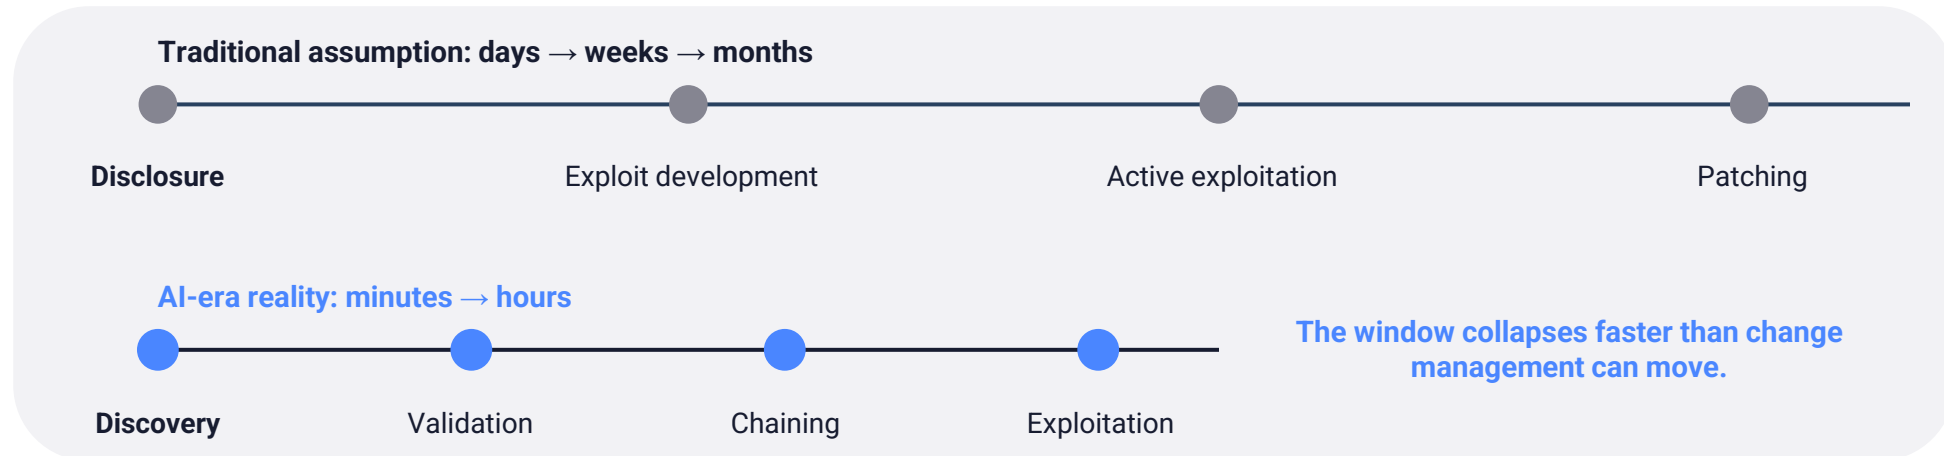 Traditional assumption: days → weeks → months
Disclosure
Exploit development
Active exploitation
Patching
AI-era reality: minutes → hours
The window collapses faster than change
management can move.
Discovery
Validation
Chaining
Exploitation